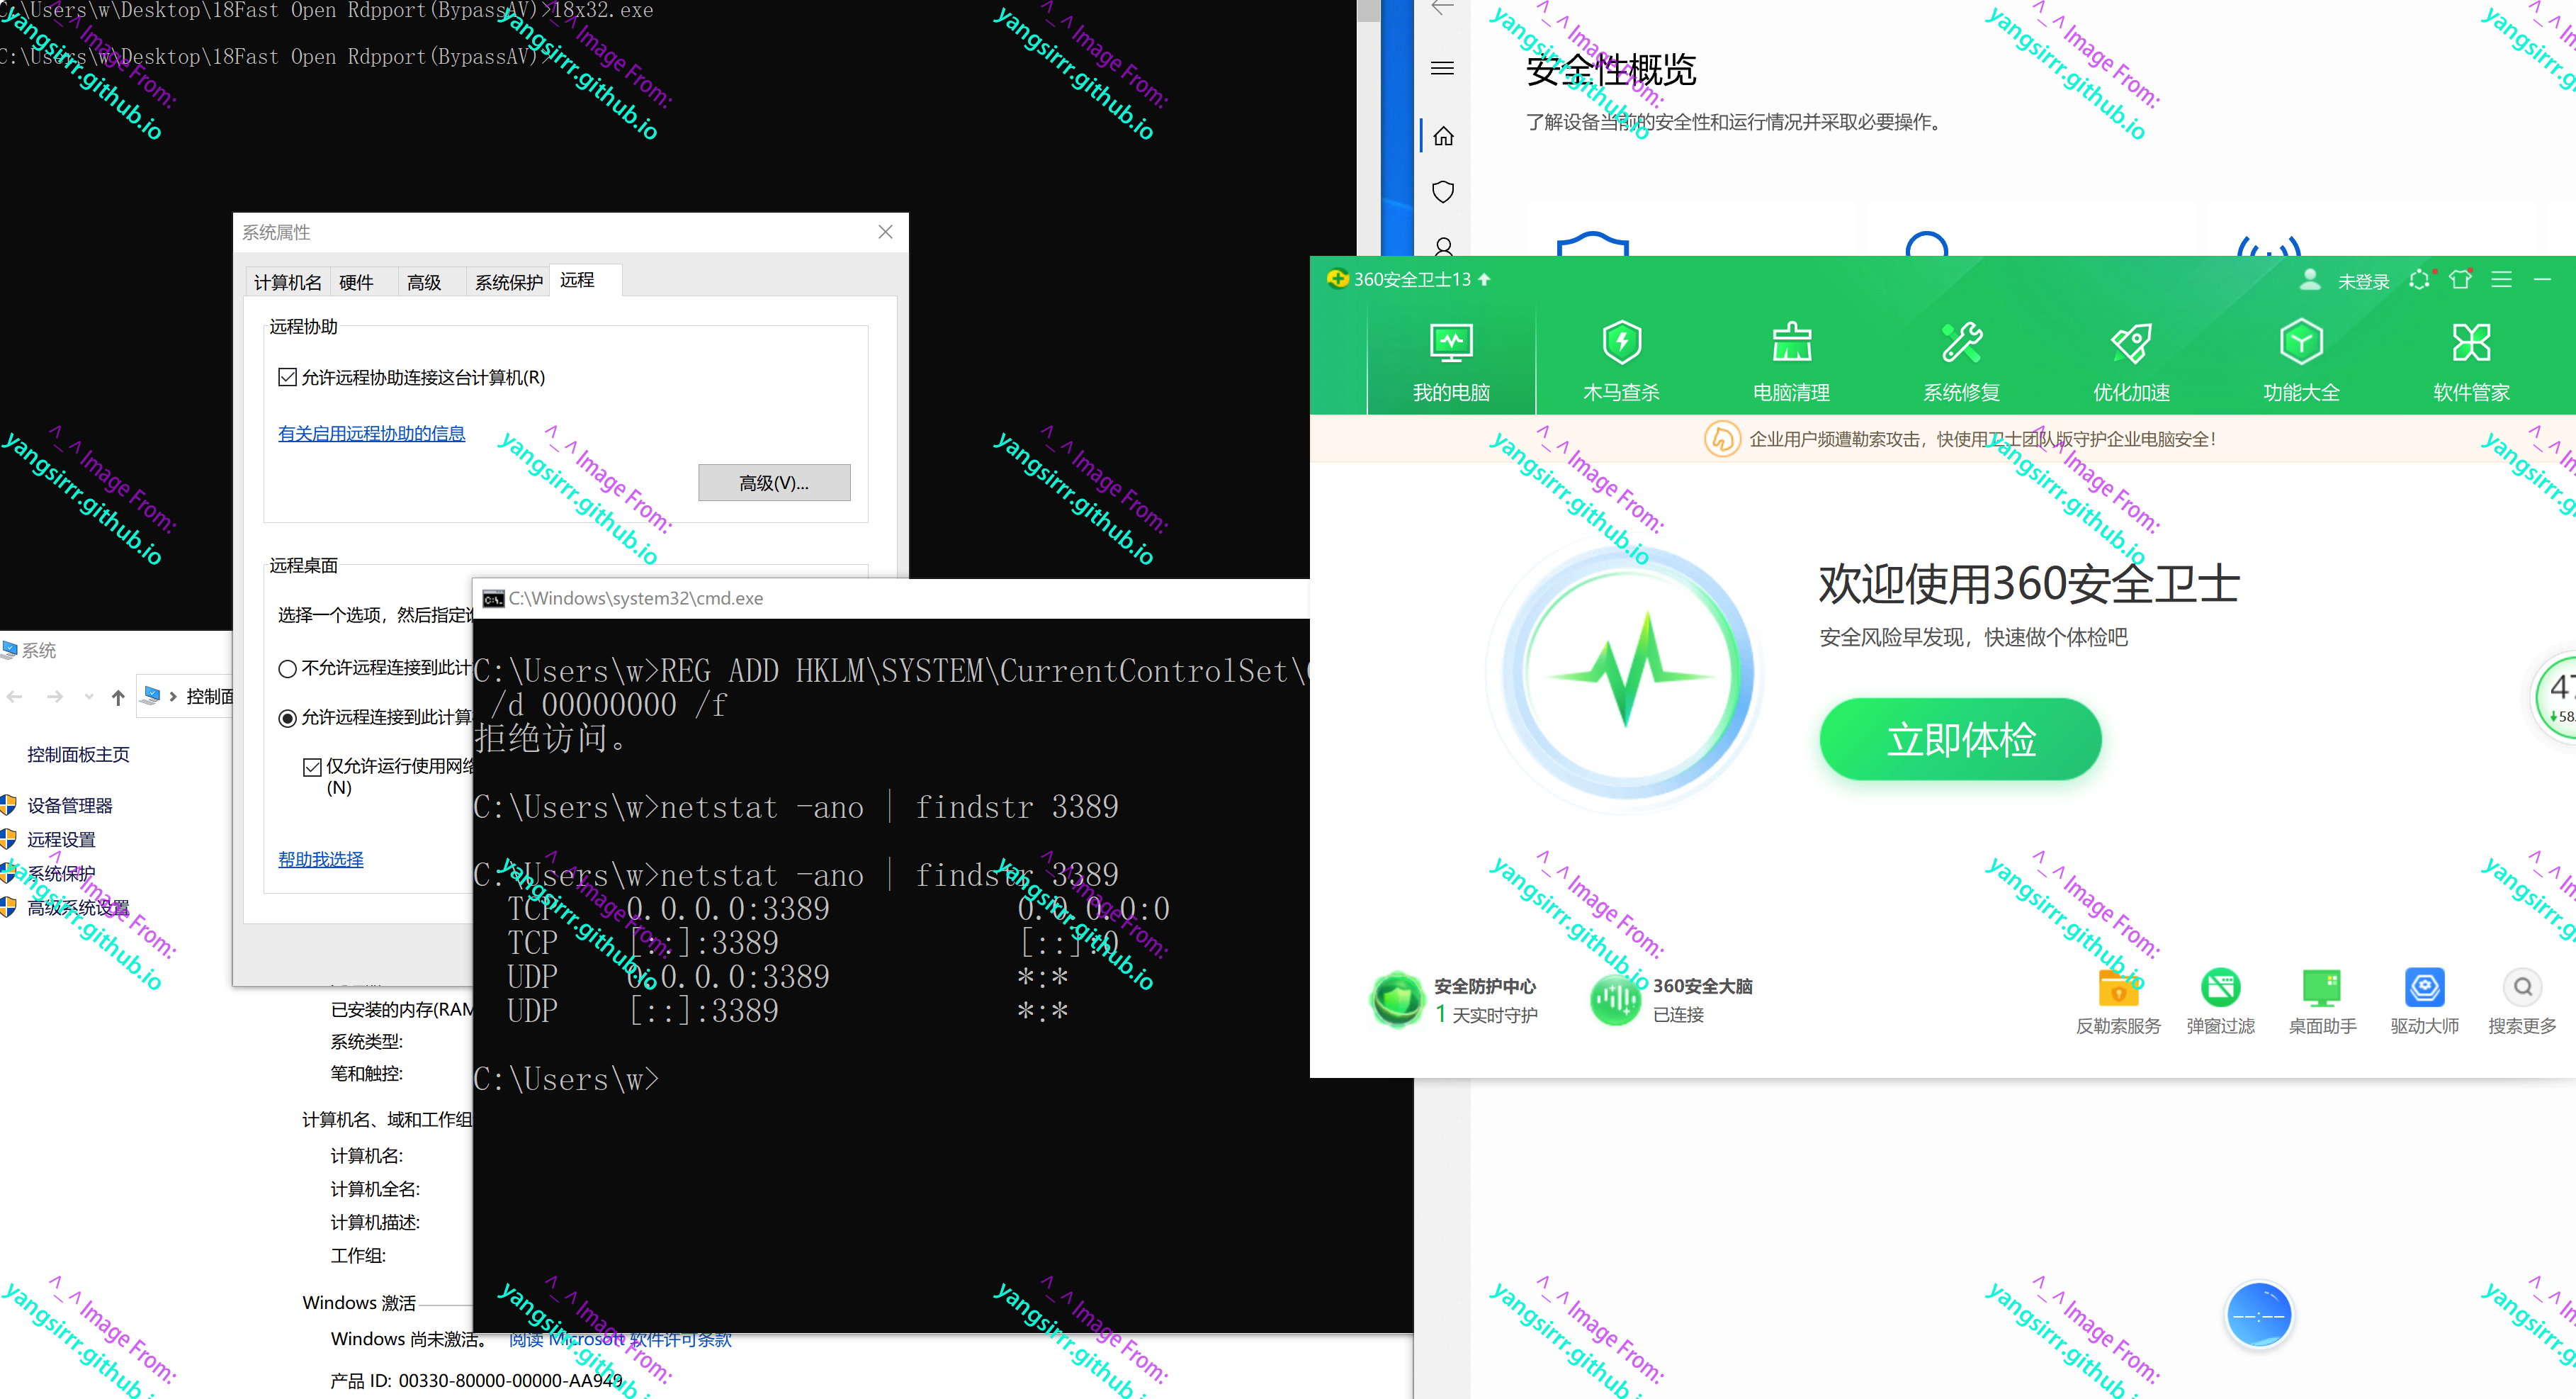 C:\Users\w\Desktop\18Fast Open Rdpport(BypassAV)>18x32.exe
C:\Users\w\Desktop\18Fast Open Rdpport(BypassAV)>
系统属性
计算机名
硬件
高级
系统保护
远程
远程协助
允许远程协助连接这台计算机(R)
有关启用远程协助的信息
高级(V)...
远程桌面
选择一个选项，然后指定
不允许远程连接到此计
允许远程连接到此计算
仅允许运行使用网络
(N)
帮助我选择
系统
控制面
控制面板主页
设备管理器
远程设置
系统保护
高级系统设置
已安装的内存(RAM
系统类型:
笔和触控:
计算机名、域和工作组
计算机名:
计算机全名:
计算机描述:
工作组:
Windows 激活
Windows 尚未激活。 阅读 Microsoft 软件许可条款
产品 ID: 00330-80000-00000-AA949
C:\Windows\system32\cmd.exe
C:\Users\w>REG ADD HKLM\SYSTEM\CurrentControlSet\
/d 00000000 /f
拒绝访问。
C:\Users\w>netstat -ano | findstr 3389
C:\Users\w>netstat -ano | findstr 3389
TCP 0.0.0.0:3389 0.0.0.0:0
TCP [::]:3389 [::]:0
UDP 0.0.0.0:3389 *:*
UDP [::]:3389 *:*
C:\Users\w>
安全性概览
了解设备当前的安全性和运行情况并采取必要操作。
360安全卫士13
未登录
我的电脑
木马查杀
电脑清理
系统修复
优化加速
功能大全
软件管家
企业用户频遭勒索攻击，快使用卫士团队版守护企业电脑安全！
欢迎使用360安全卫士
安全风险早发现，快速做个体检吧
立即体检
47
58.
安全防护中心
1 天实时守护
360安全大脑
已连接
反勒索服务
弹窗过滤
桌面助手
驱动大师
搜索更多
--:--
^_^ Image From:
yangsirrr.github.io